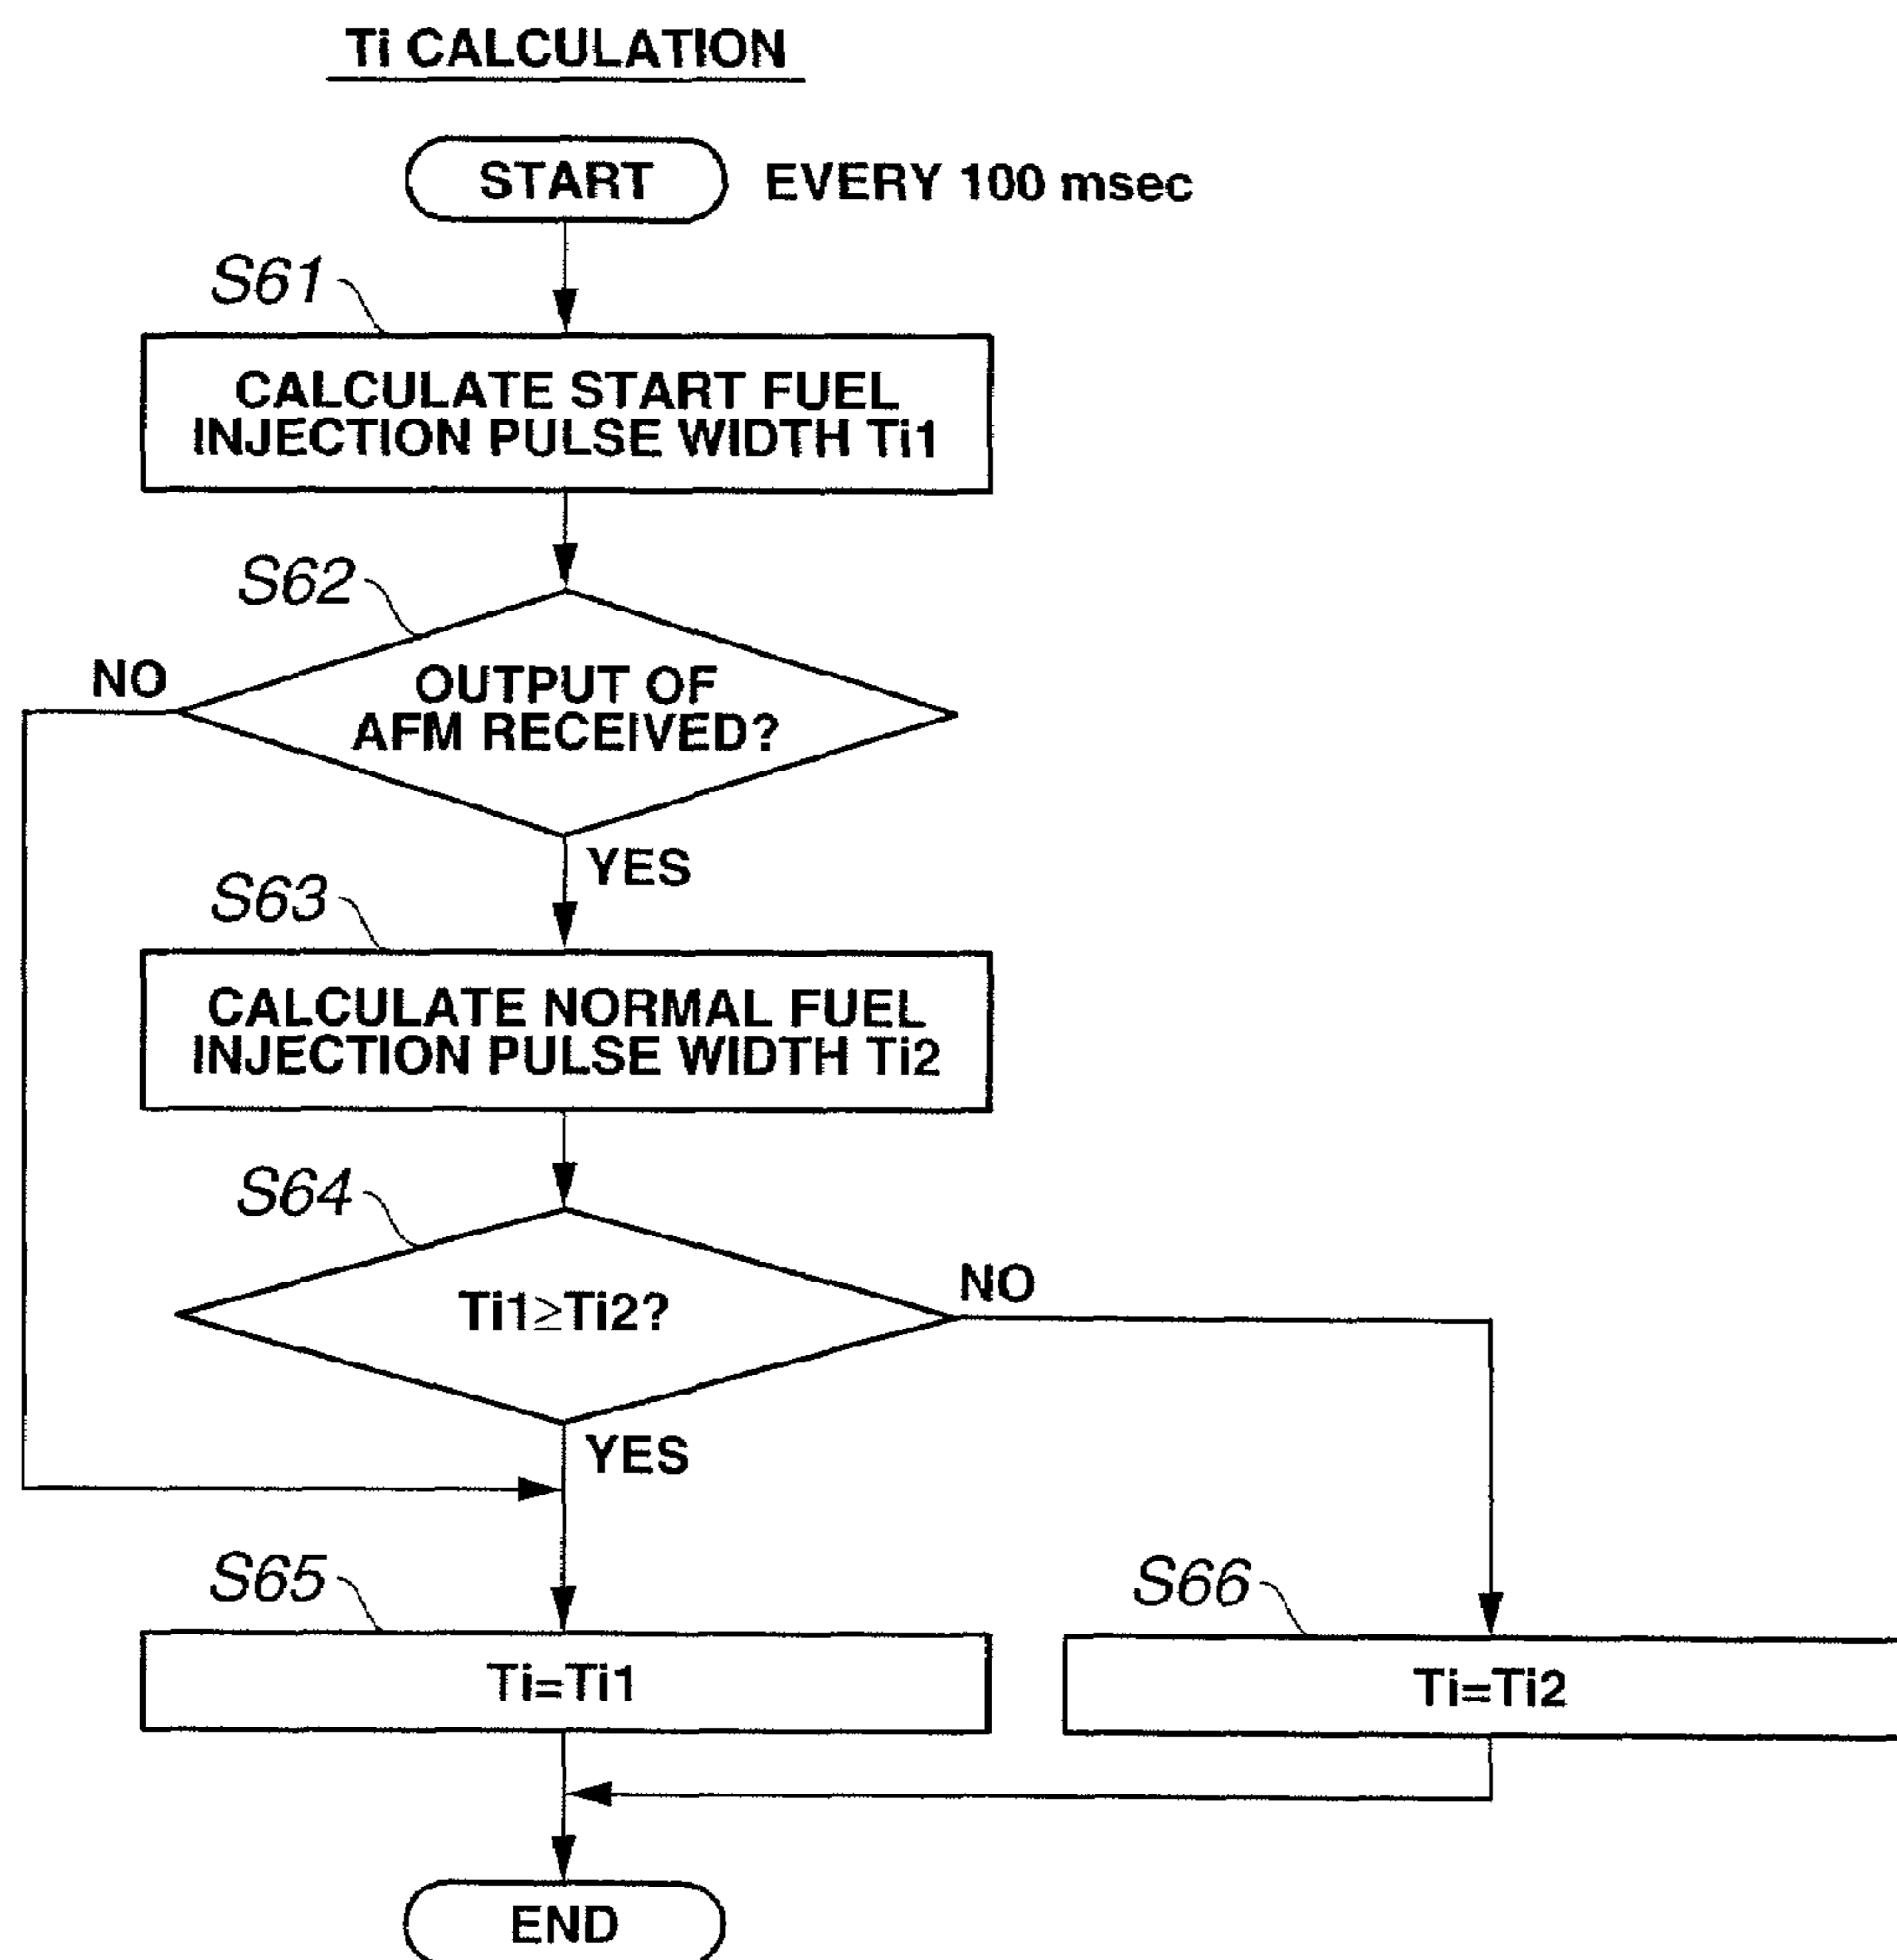 Ti CALCULATION
START
EVERY 100 msec
S61
CALCULATE START FUEL
INJECTION PULSE WIDTH Ti1
S62
NO
OUTPUT OF
AFM RECEIVED?
YES
S63
CALCULATE NORMAL FUEL
INJECTION PULSE WIDTH Ti2
S64
Ti1≥Ti2?
NO
YES
S65
S66
Ti=Ti1
Ti=Ti2
END